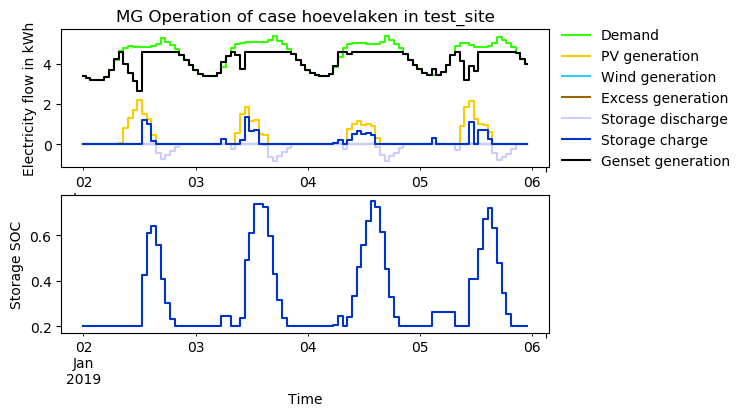 MG Operation of case hoevelaken in test_site
Electricity flow in kWh
4
2
0
02
03
04
05
06
Demand
PV generation
Wind generation
Excess generation
Storage discharge
Storage charge
Genset generation
Storage SOC
0.6
0.4
0.2
02
03
04
05
06
Jan
2019
Time